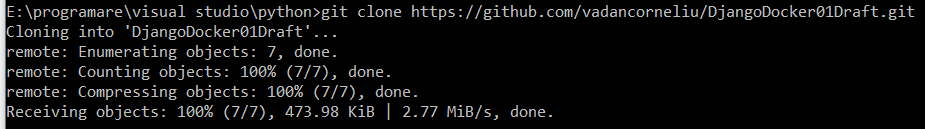 E:\programare\visual studio\python>git clone https://github.com/vadancorneliu/DjangoDocker01Draft.git
Cloning into 'DjangoDocker01Draft'...
remote: Enumerating objects: 7, done.
remote: Counting objects: 100% (7/7), done.
remote: Compressing objects: 100% (7/7), done.
Receiving objects: 100% (7/7), 473.98 KiB | 2.77 MiB/s, done.